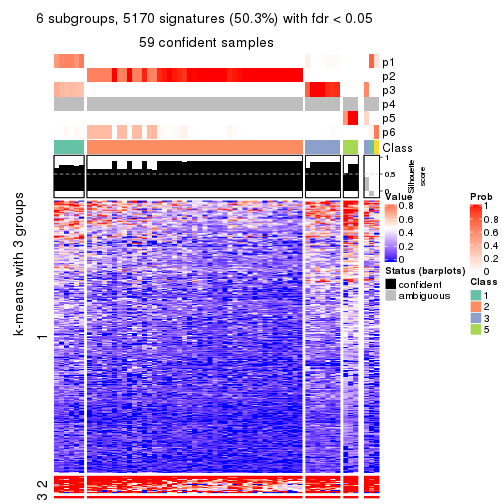 6 subgroups, 5170 signatures (50.3%) with fdr < 0.05
59 confident samples
p1
p2
p3
p4
p5
p6
Class
1
0.5
0
Silhouette
score
k-means with 3 groups
1
2
3
Value
0.8
0.6
0.4
0.2
0
Status (barplots)
confident
ambiguous
Prob
1
0.8
0.6
0.4
0.2
0
Class
1
2
3
5